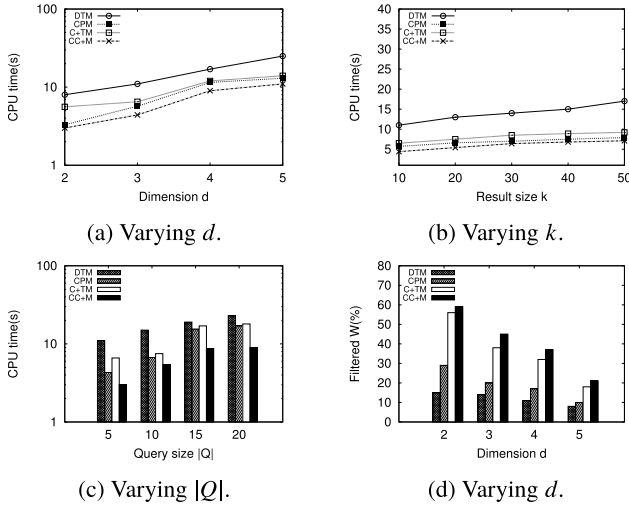 100
10
1
CPU time(s)
DTM
CPM
C+TM
CC+M
2 3 4 5
Dimension d
(a) Varying d.
40
35
30
25
20
15
10
5
CPU time(s)
DTM
CPM
C+TM
CC+M
10 20 30 40 50
Result size k
(b) Varying k.
100
10
1
CPU time(s)
DTM
CPM
C+TM
CC+M
5 10 15 20
Query size |Q|
(c) Varying |Q|.
80
70
60
50
40
30
20
10
0
Filtered W(%)
DTM
CPM
C+TM
CC+M
2 3 4 5
Dimension d
(d) Varying d.